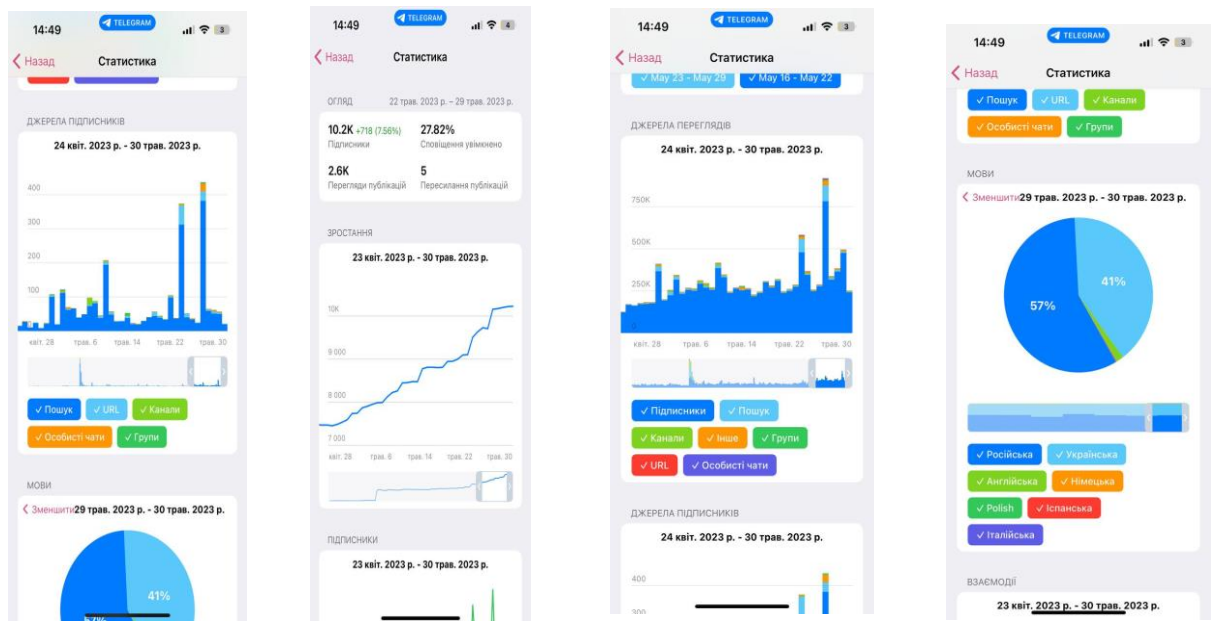 14:49
TELEGRAM
3
Назад
Статистика
ДЖЕРЕЛА ПІДПИСНИКІВ
24 квіт. 2023 р. - 30 трав. 2023 р.
400
300
200
100
0
квіт. 28 трав. 6 трав. 14 трав. 22 трав. 30
Пошук URL Канали
Особисті чати Групи
МОВИ
Зменшити 29 трав. 2023 р. - 30 трав. 2023 р.
41%
57%
14:49
TELEGRAM
4
Назад
Статистика
ОГЛЯД 22 трав. 2023 р. – 29 трав. 2023 р.
10.2K +718 (7.56%) 27.82%
Підписники Сповіщення увімкнено
2.6K 5
Перегляди публікацій Пересилання публікацій
ЗРОСТАННЯ
23 квіт. 2023 р. - 30 трав. 2023 р.
10K
9 000
8 000
7 000
квіт. 28 трав. 6 трав. 14 трав. 22 трав. 30
ПІДПИСНИКИ
23 квіт. 2023 р. - 30 трав. 2023 р.
14:49
TELEGRAM
3
Назад
Статистика
May 23 - May 29 May 16 - May 22
ДЖЕРЕЛА ПЕРЕГЛЯДІВ
24 квіт. 2023 р. - 30 трав. 2023 р.
750K
500K
250K
0
квіт. 28 трав. 6 трав. 14 трав. 22 трав. 30
Підписники Пошук
Канали Інше Групи
URL Особисті чати
ДЖЕРЕЛА ПІДПИСНИКІВ
24 квіт. 2023 р. - 30 трав. 2023 р.
400
300
14:49
TELEGRAM
3
Назад
Статистика
Пошук URL Канали
Особисті чати Групи
МОВИ
Зменшити 29 трав. 2023 р. - 30 трав. 2023 р.
41%
57%
Російська Українська
Англійська Німецька
Polish Іспанська
Італійська
ВЗАЄМОДІЇ
23 квіт. 2023 р. - 30 трав. 2023 р.